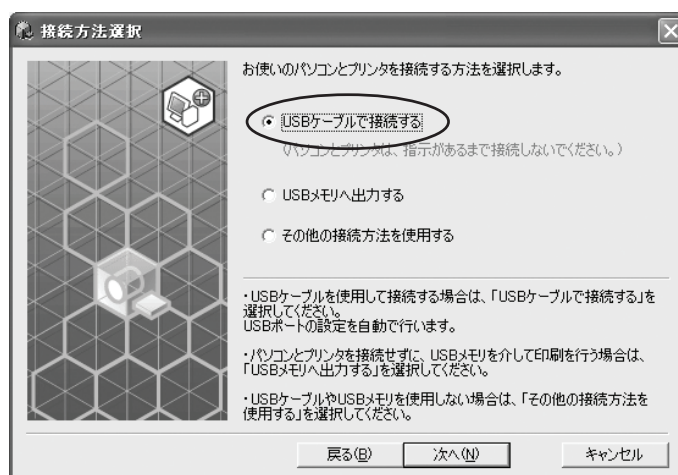 接続方法選択
お使いのパソコンとプリンタを接続する方法を選択します。
USBケーブルで接続する
(パソコンとプリンタは、指示があるまで接続しないでください。)
USBメモリへ出力する
その他の接続方法を使用する
・USBケーブルを使用して接続する場合は、「USBケーブルで接続する」を
選択してください。
USBポートの設定を自動で行います。
・パソコンとプリンタを接続せずに、USBメモリを介して印刷を行う場合は、
「USBメモリへ出力する」を選択してください。
・USBケーブルやUSBメモリを使用しない場合は、「その他の接続方法を
使用する」を選択してください。
戻る(B) 次へ(N) キャンセル